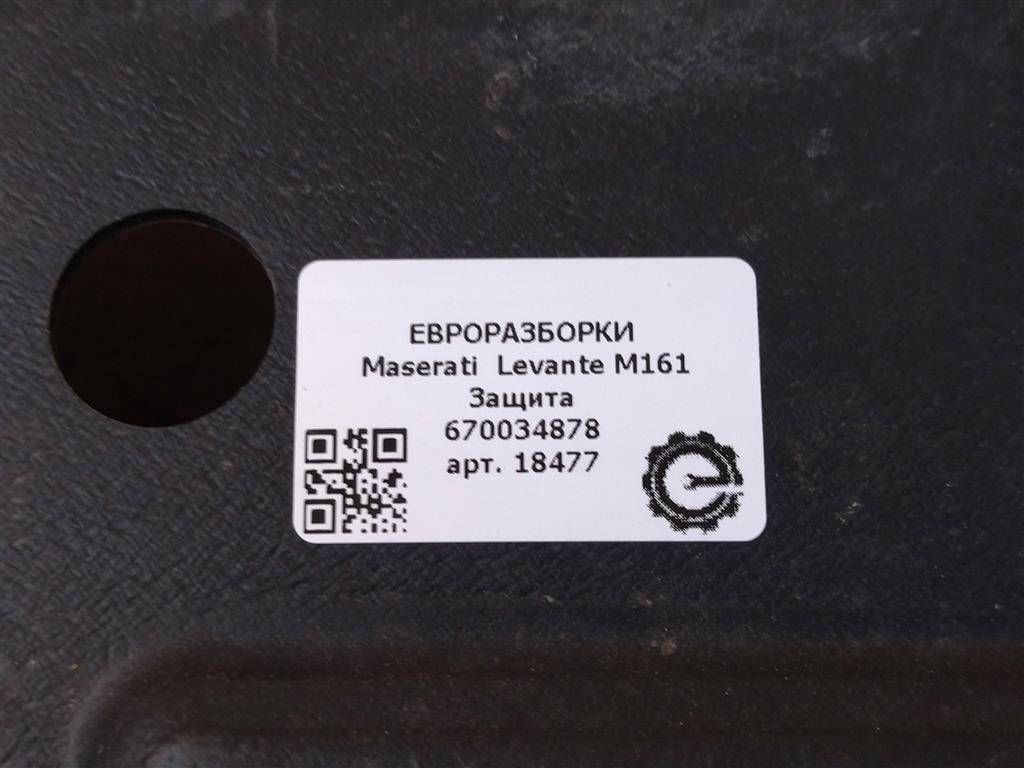 ЕВРОРАЗБОРКИ
Maserati Levante M161
Защита
670034878
арт. 18477